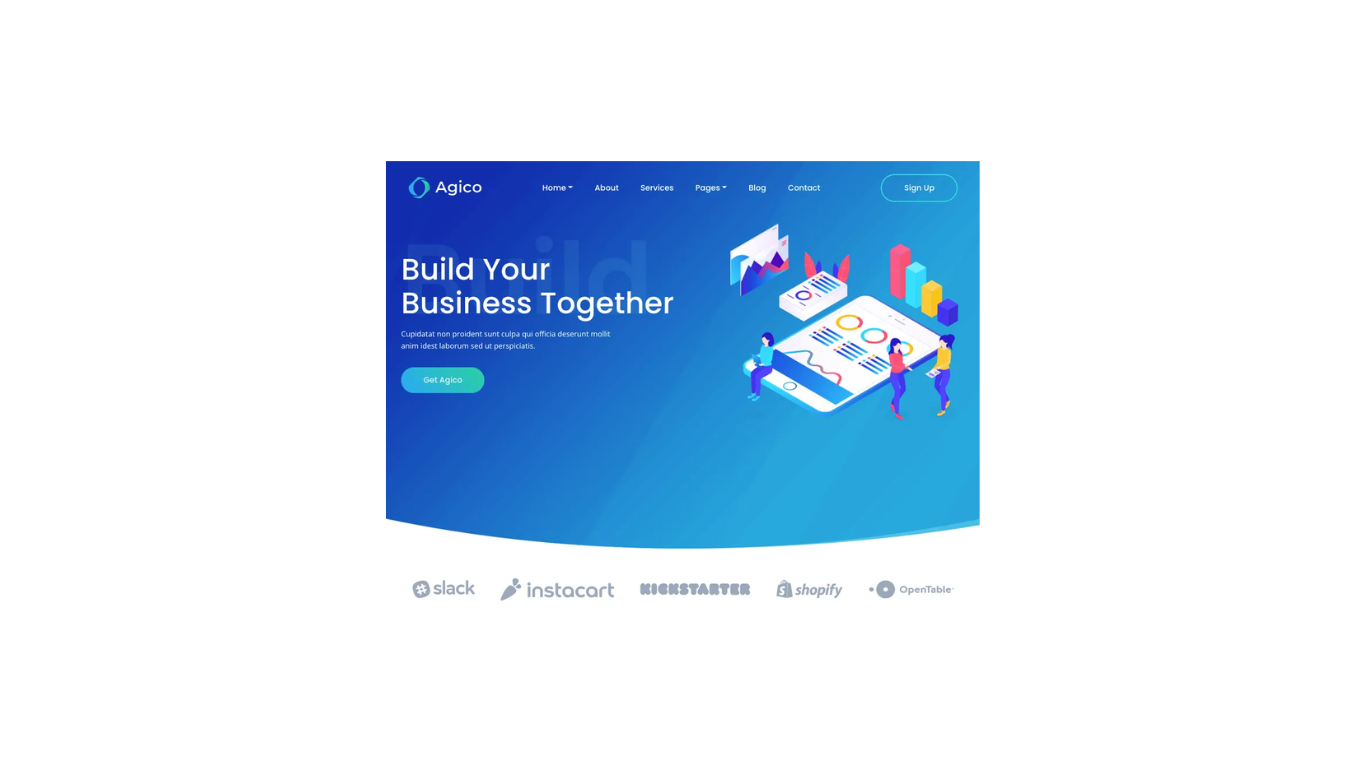 Agico
Home
About
Services
Pages
Blog
Contact
Sign Up
Build
Build Your
Business Together
Cupidatat non proident sunt culpa qui officia deserunt mollit
anim idest laborum sed ut perspiciatis.
Get Agico
slack
instacart
KICKSTARTER
shopify
OpenTable